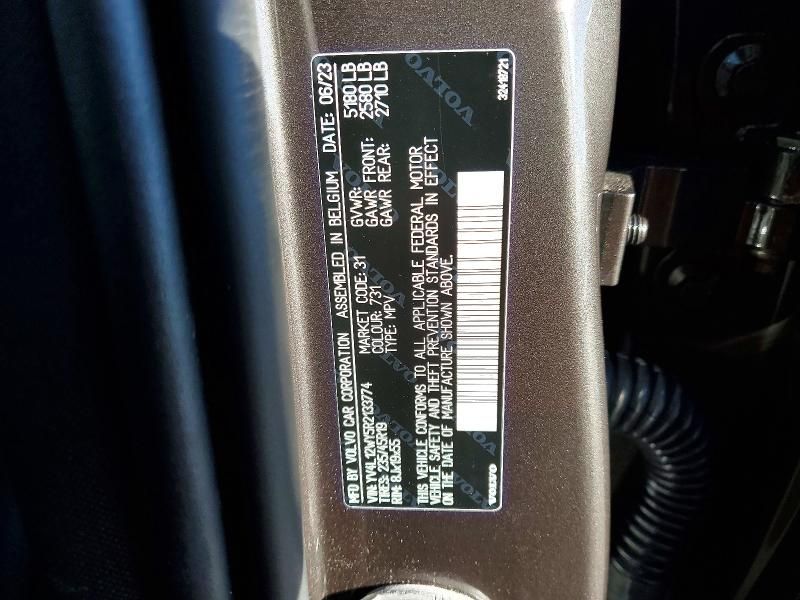 MFD BY VOLVO CAR CORPORATION ASSEMBLED IN BELGIUM DATE: 06/23
VIN: YV4L12WY5R2133774
TIRES: 235/45R19
RIM: 8Jx19x55
MARKET CODE: 31
COLOUR: 731
TYPE: MPV
GVWR: 5180 LB
GAWR FRONT: 2580 LB
GAWR REAR: 2710 LB
THIS VEHICLE CONFORMS TO ALL APPLICABLE FEDERAL MOTOR
VEHICLE SAFETY AND THEFT PREVENTION STANDARDS IN EFFECT
ON THE DATE OF MANUFACTURE SHOWN ABOVE.
VOLVO
32419721